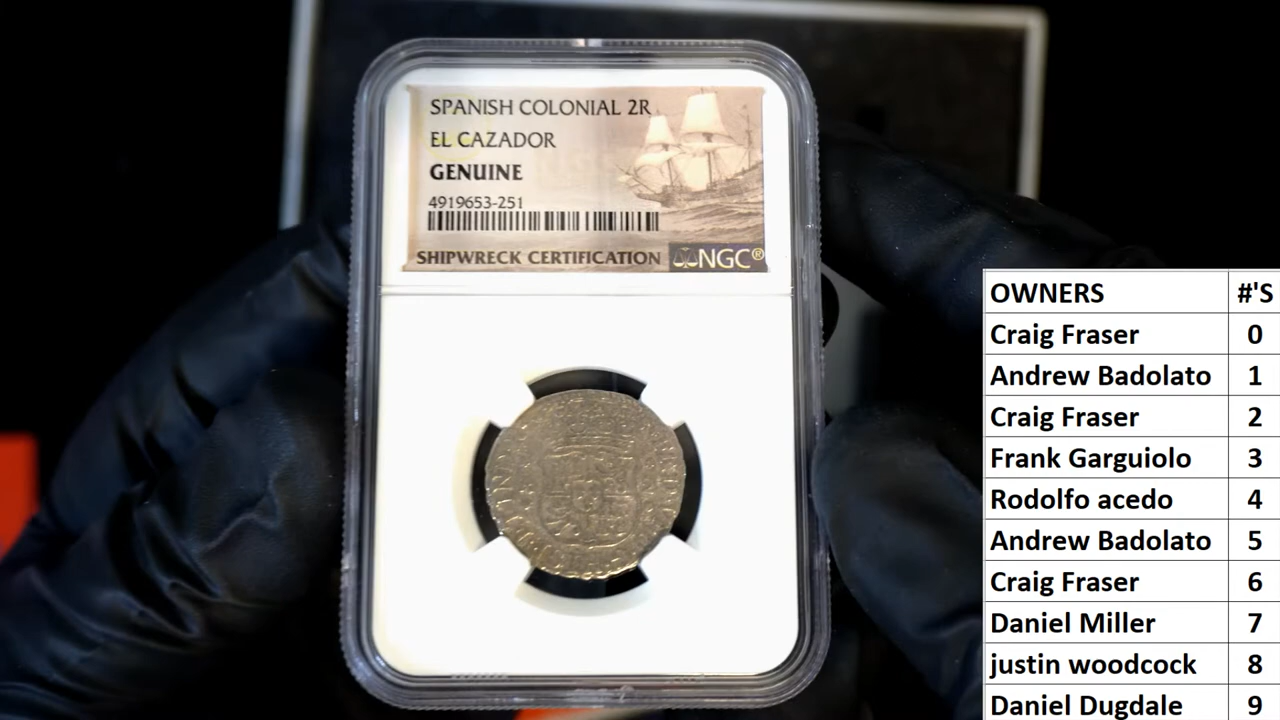 SPANISH COLONIAL 2R
EL CAZADOR
GENUINE
4919653-251
SHIPWRECK CERTIFICATION NGC®
OWNERS #'S
Craig Fraser 0
Andrew Badolato 1
Craig Fraser 2
Frank Garguiolo 3
Rodolfo acedo 4
Andrew Badolato 5
Craig Fraser 6
Daniel Miller 7
justin woodcock 8
Daniel Dugdale 9